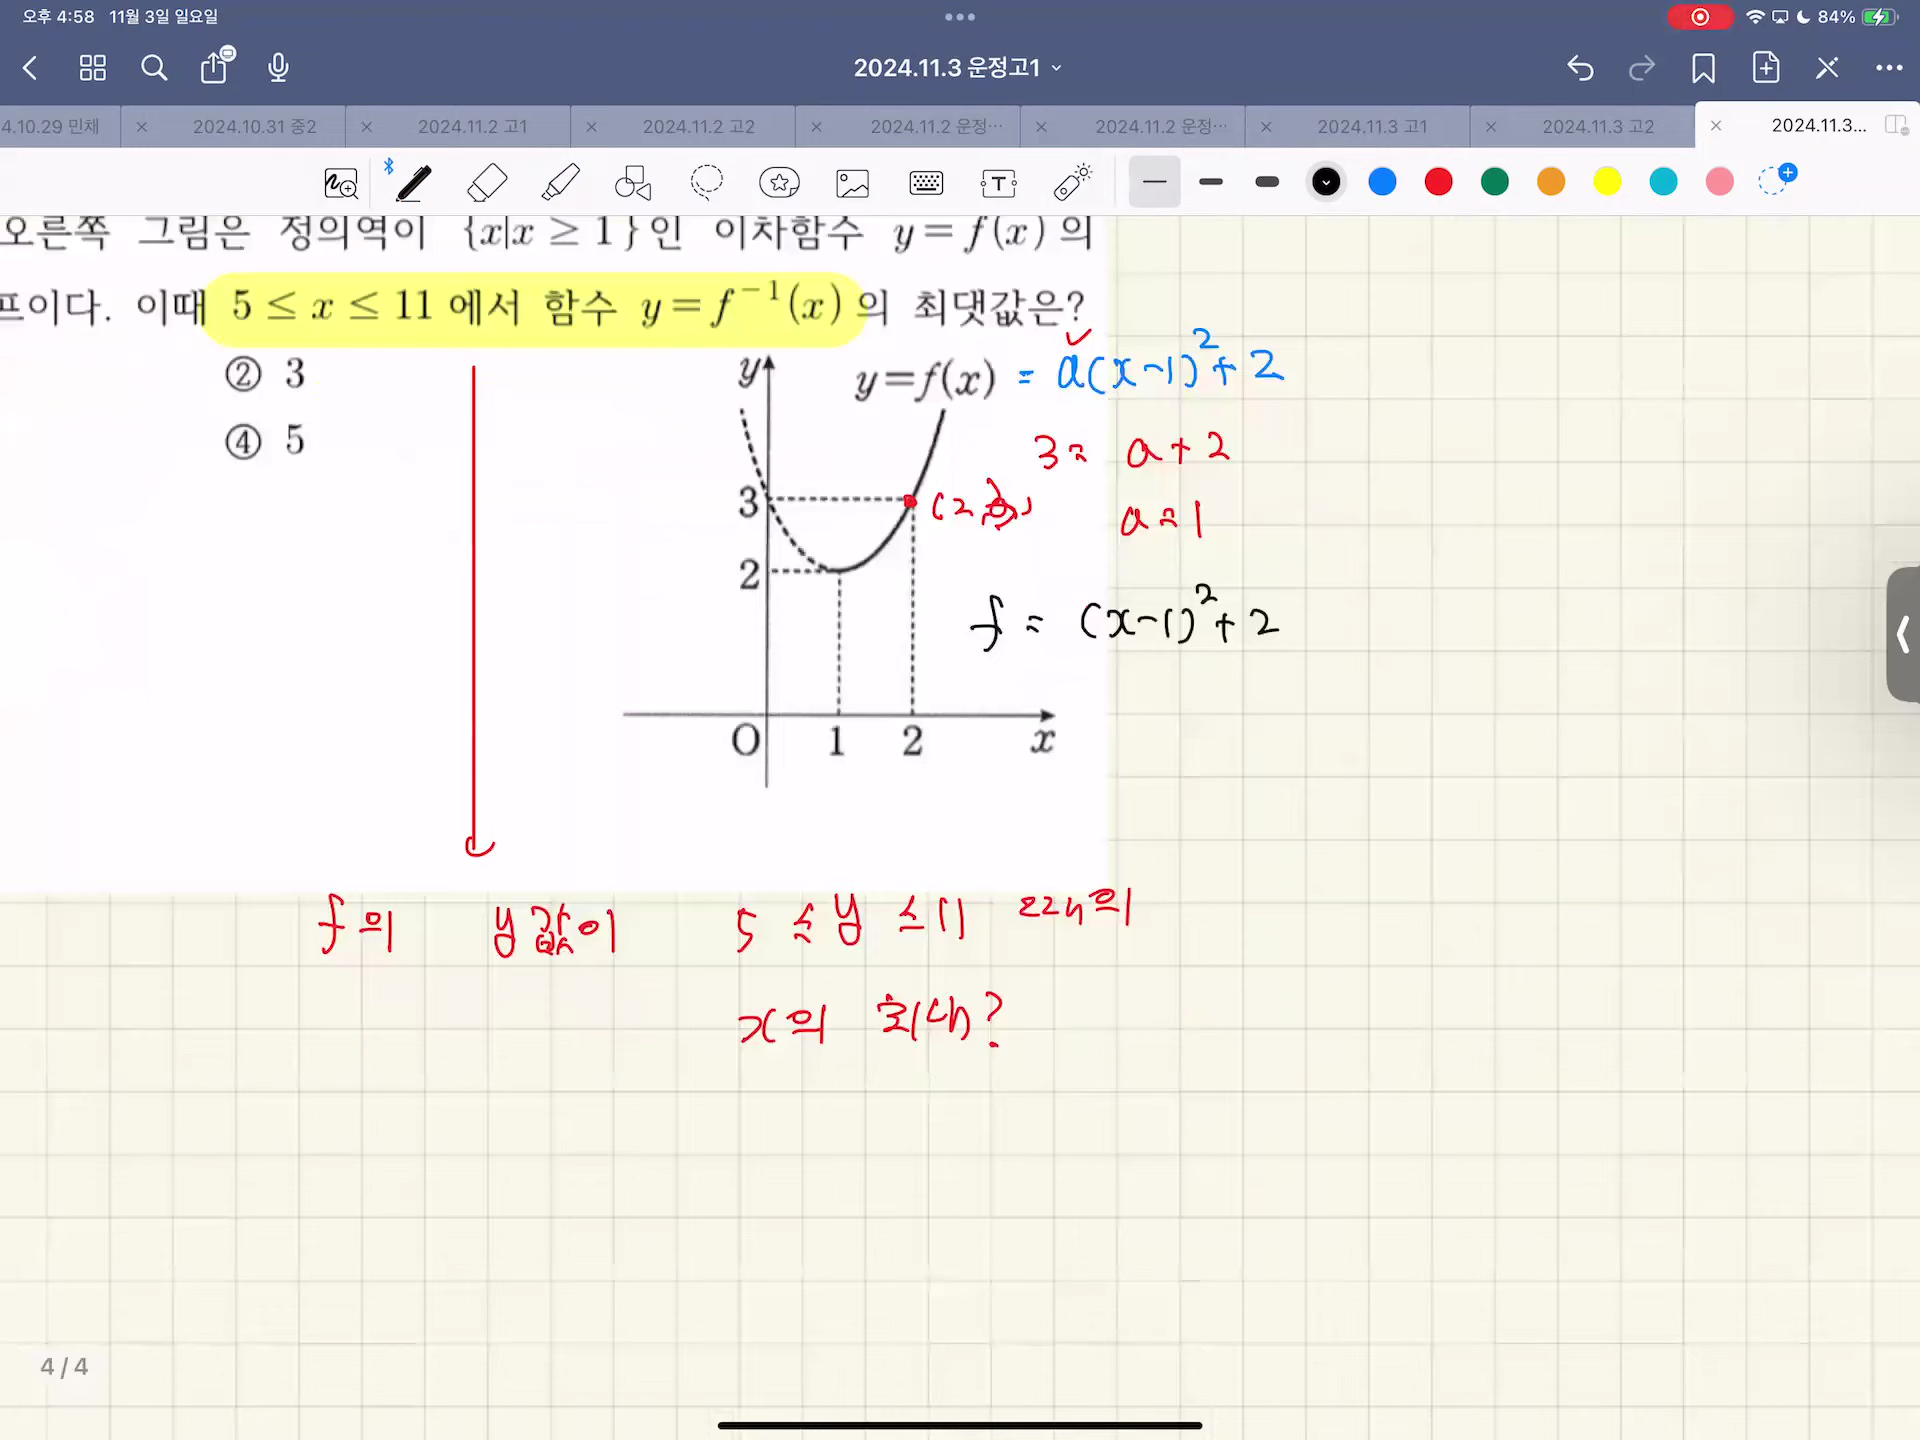 오후 4:58 11월 3일 일요일
84%
2024.11.3 운정고1
4.10.29 민채
2024.10.31 중2
2024.11.2 고1
2024.11.2 고2
2024.11.2 운정…
2024.11.2 운정…
2024.11.3 고1
2024.11.3 고2
2024.11.3...
오른쪽 그림은 정의역이 {x|x ≥ 1}인 이차함수 y=f(x)의
프이다. 이때 5 ≤ x ≤ 11에서 함수 y=f⁻¹(x)의 최댓값은?
② 3
④ 5
y
y=f(x) = a(x-1)²+2
3 = a+2
3
(2,3)
a=1
2
f = (x-1)²+2
O 1 2 x
f의 y값이 5 ≤ y ≤ 11 그때의
x의 최대?
4 / 4